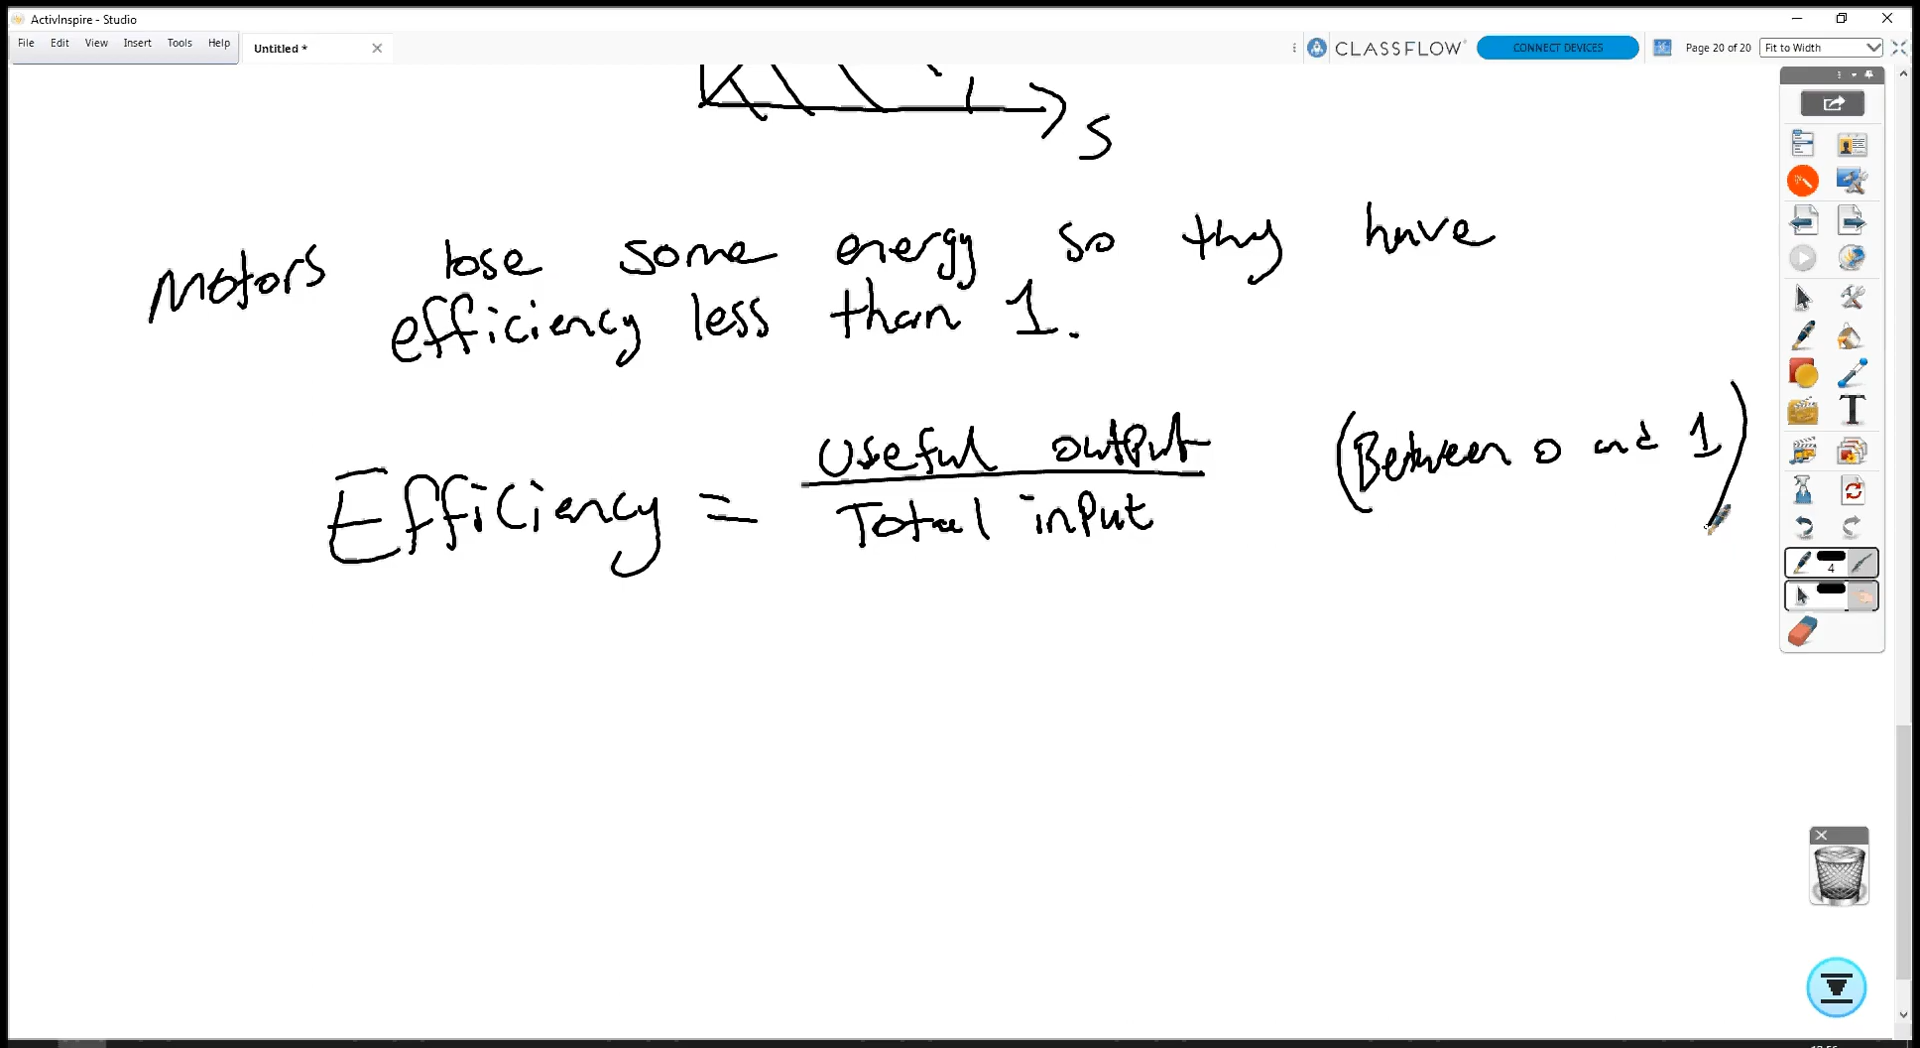 ActivInspire - Studio
File Edit View Insert Tools Help
Untitled *
CLASSFLOW
CONNECT DEVICES
Page 20 of 20
Fit to Width
S
Motors lose some energy so they have
efficiency less than 1.
Efficiency = Useful output / Total input (Between 0 and 1)
T
4